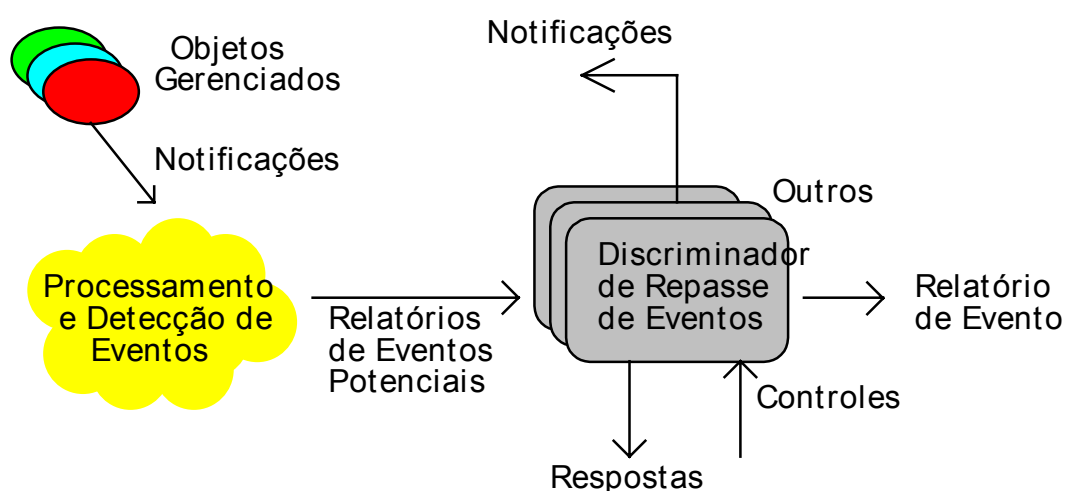 Notificações
Objetos
Gerenciados
Notificações
Outros
Discriminador
de Repasse
de Eventos
Processamento
e Detecção de
Eventos
Relatórios
de Eventos
Potenciais
Relatório
de Evento
Controles
Respostas